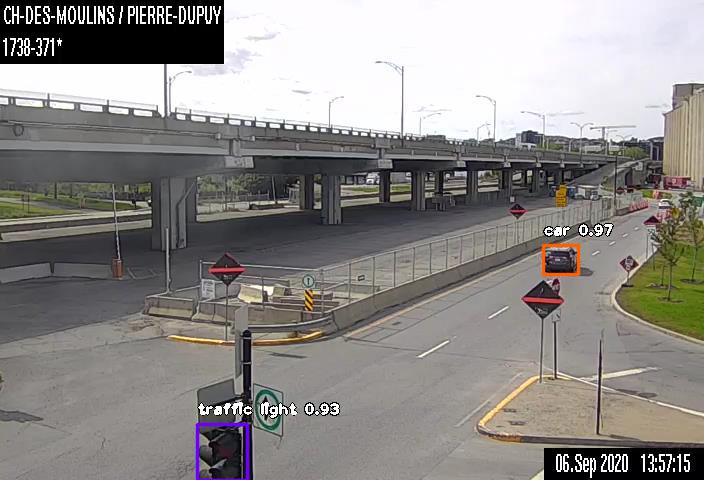 CH-DES-MOULINS / PIERRE-DUPUY
1738-371*
car 0.97
traffic light 0.93
06.Sep 2020 13:57:15